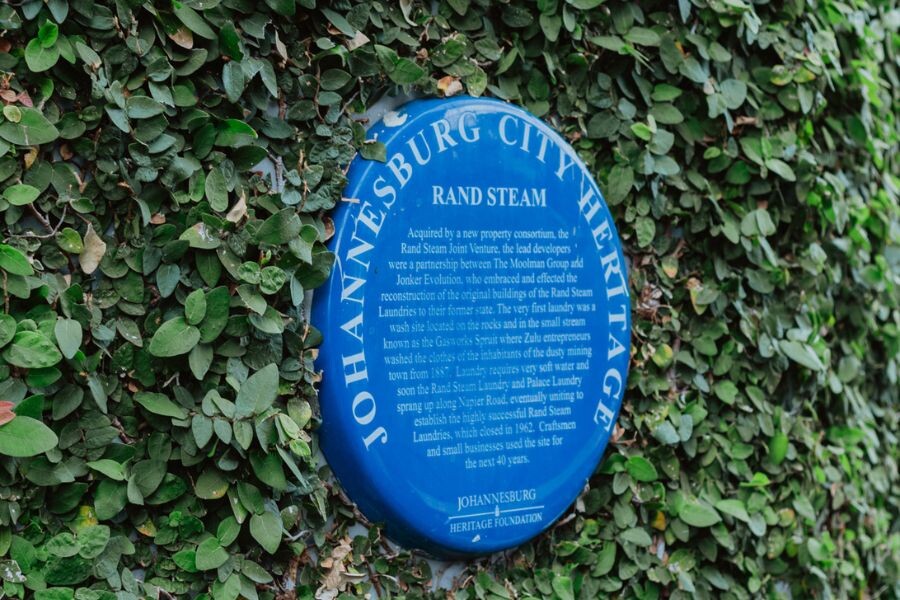 JOHANNESBURG CITY HERITAGE
RAND STEAM
Acquired by a new property consortium, the
Rand Steam Joint Venture, the lead developers
were a partnership between The Moolman Group and
Jonker Evolution, who embraced and effected the
reconstruction of the original buildings of the Rand Steam
Laundries to their former state. The very first laundry was a
wash site located on the rocks and in the small stream
known as the Gasworks Spruit where Zulu entrepreneurs
washed the clothes of the inhabitants of the dusty mining
town from 1887. Laundry requires very soft water and
soon the Rand Steam Laundry and Palace Laundry
sprang up along Napier Road, eventually uniting to
establish the highly successful Rand Steam
Laundries, which closed in 1962. Craftsmen
and small businesses used the site for
the next 40 years.
JOHANNESBURG
HERITAGE FOUNDATION